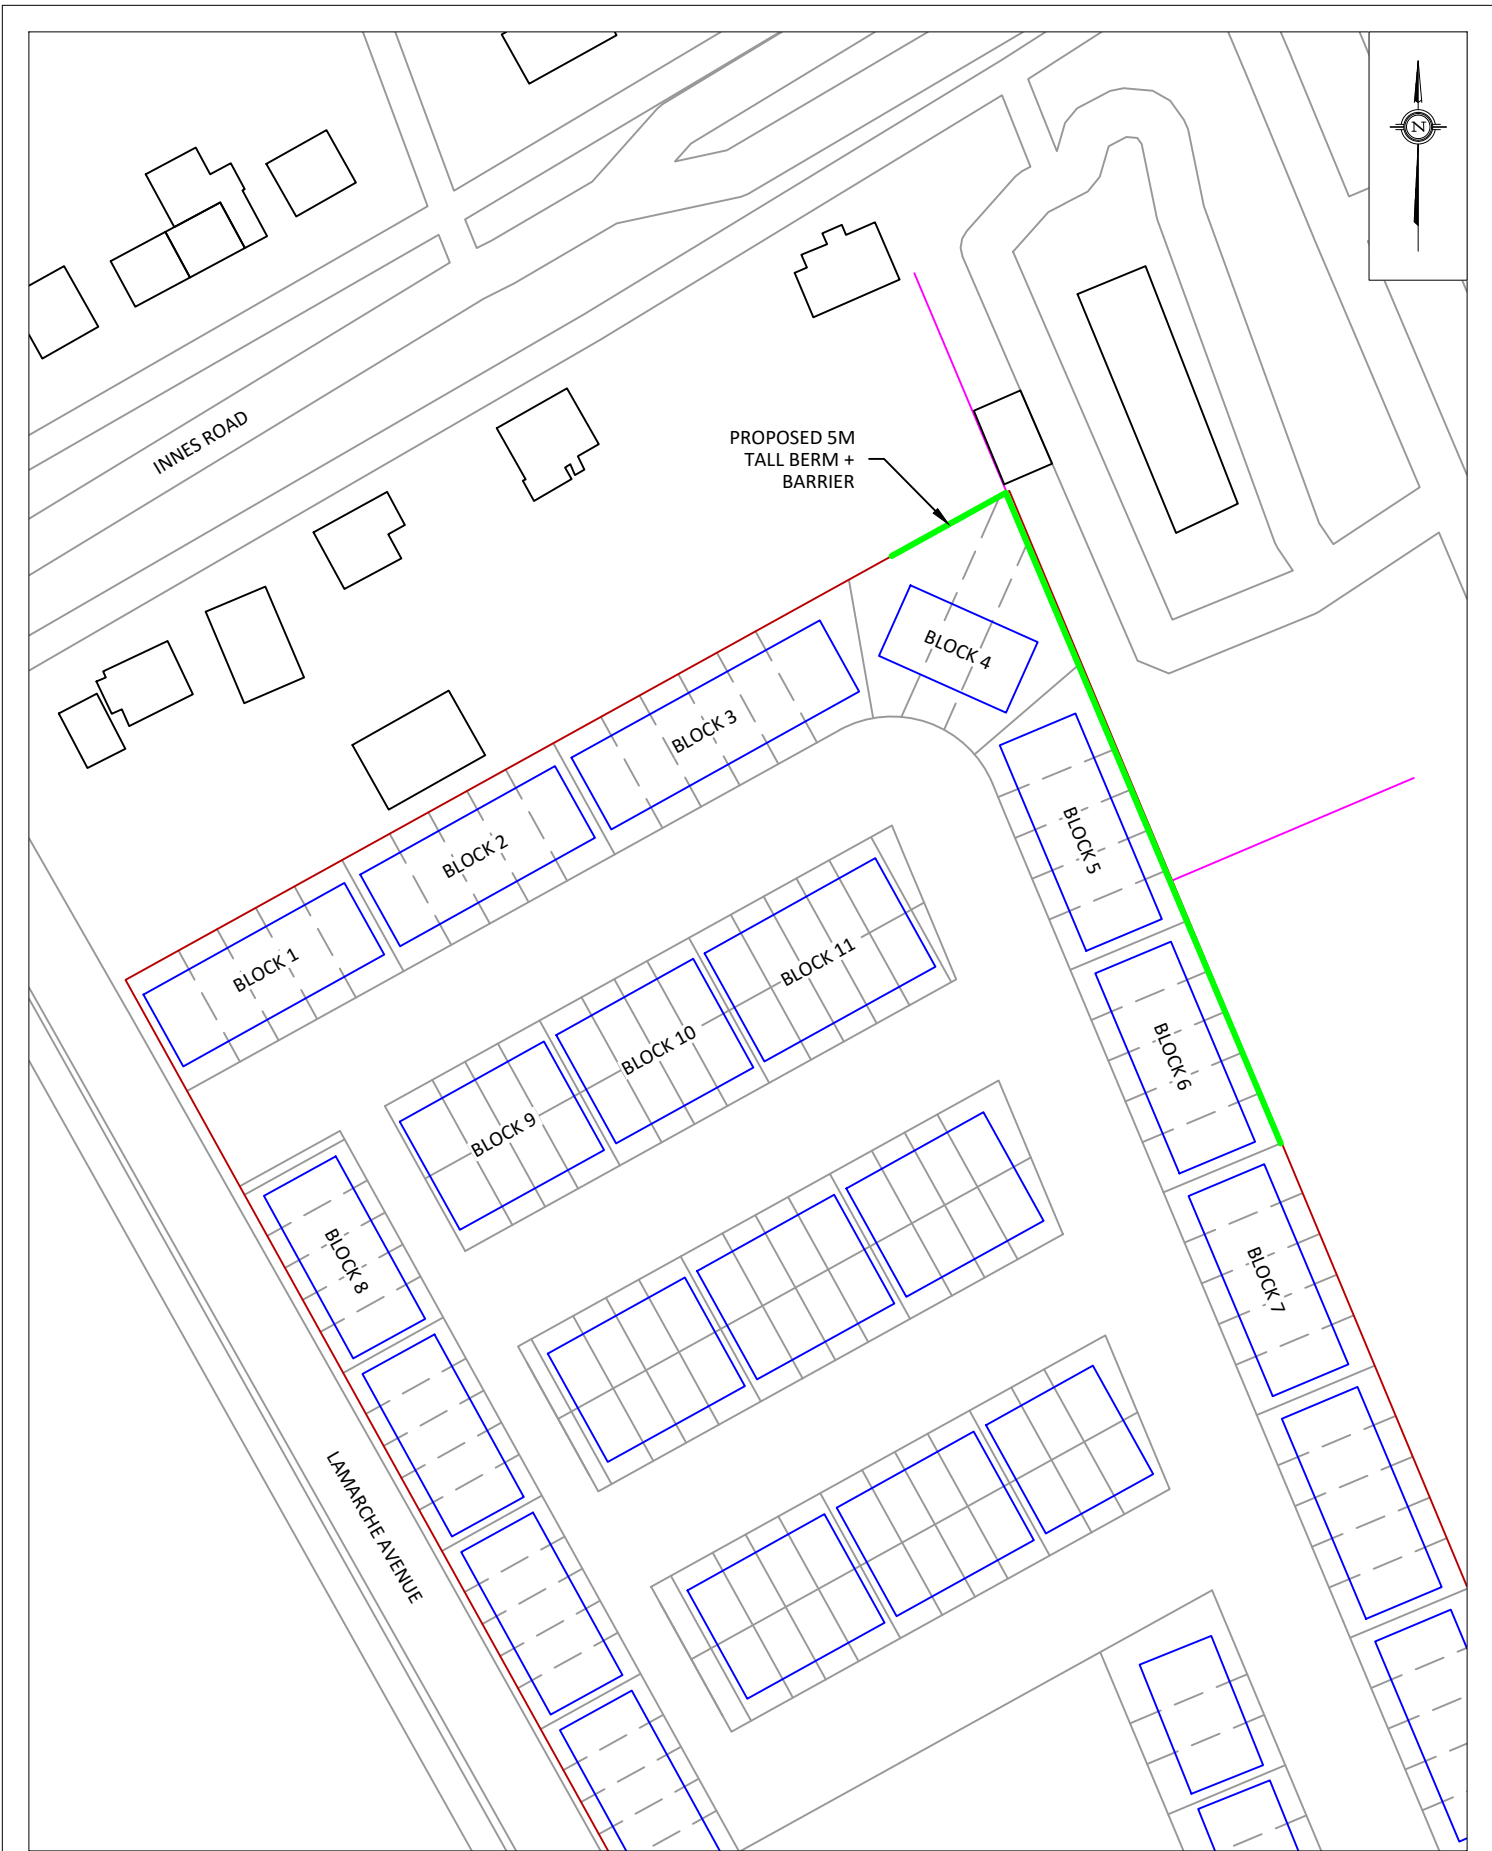 N
INNES ROAD
PROPOSED 5M
TALL BERM +
BARRIER
BLOCK 4
BLOCK 3
BLOCK 2
BLOCK 1
BLOCK 5
BLOCK 11
BLOCK 10
BLOCK 9
BLOCK 6
BLOCK 8
BLOCK 7
LAMARCHE AVENUE